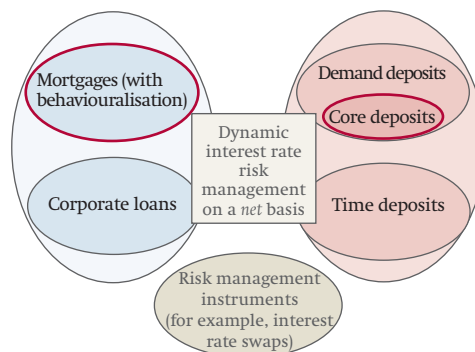 Mortgages (with
behaviouralisation)
Demand deposits
Core deposits
Dynamic
interest rate
risk
management
on a net basis
Corporate loans
Time deposits
Risk management
instruments
(for example, interest
rate swaps)